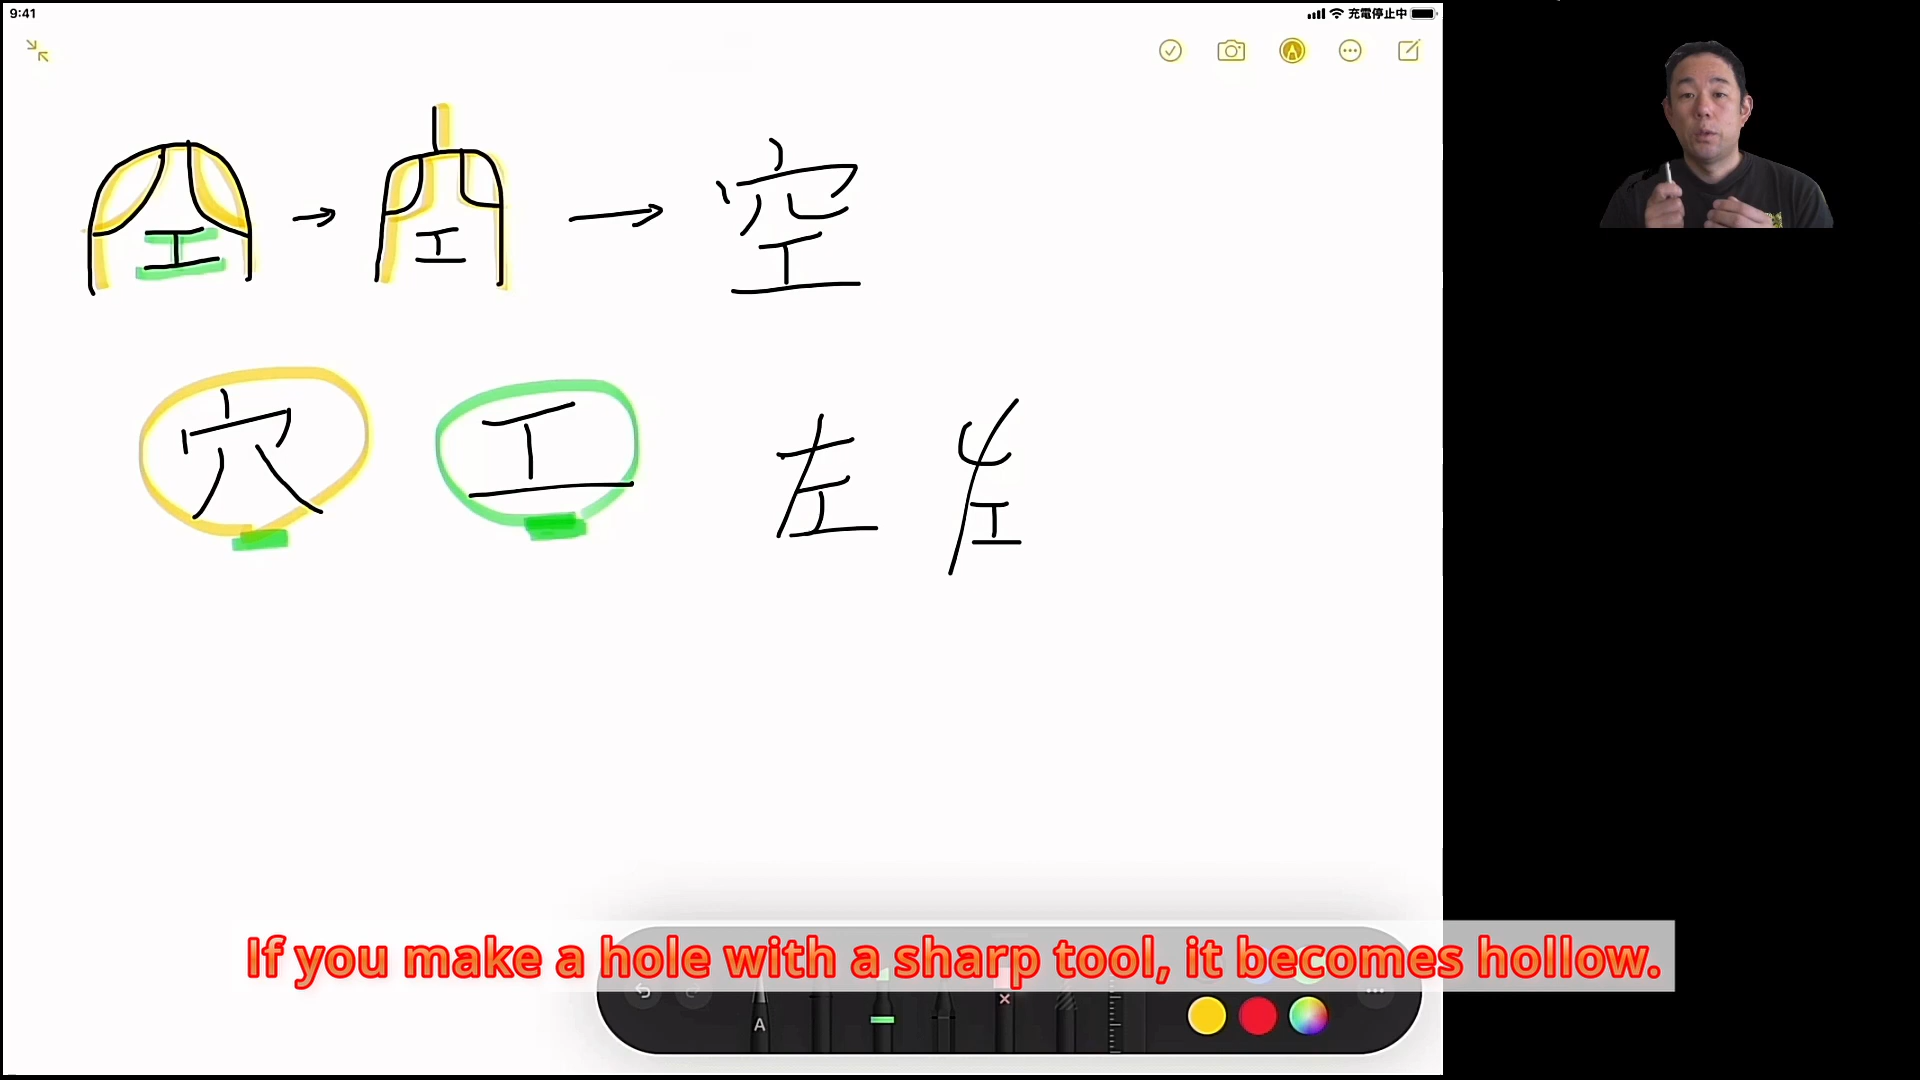 9:41 充電停止中
→ → 空
穴 工 左
If you make a hole with a sharp tool, it becomes hollow.
A